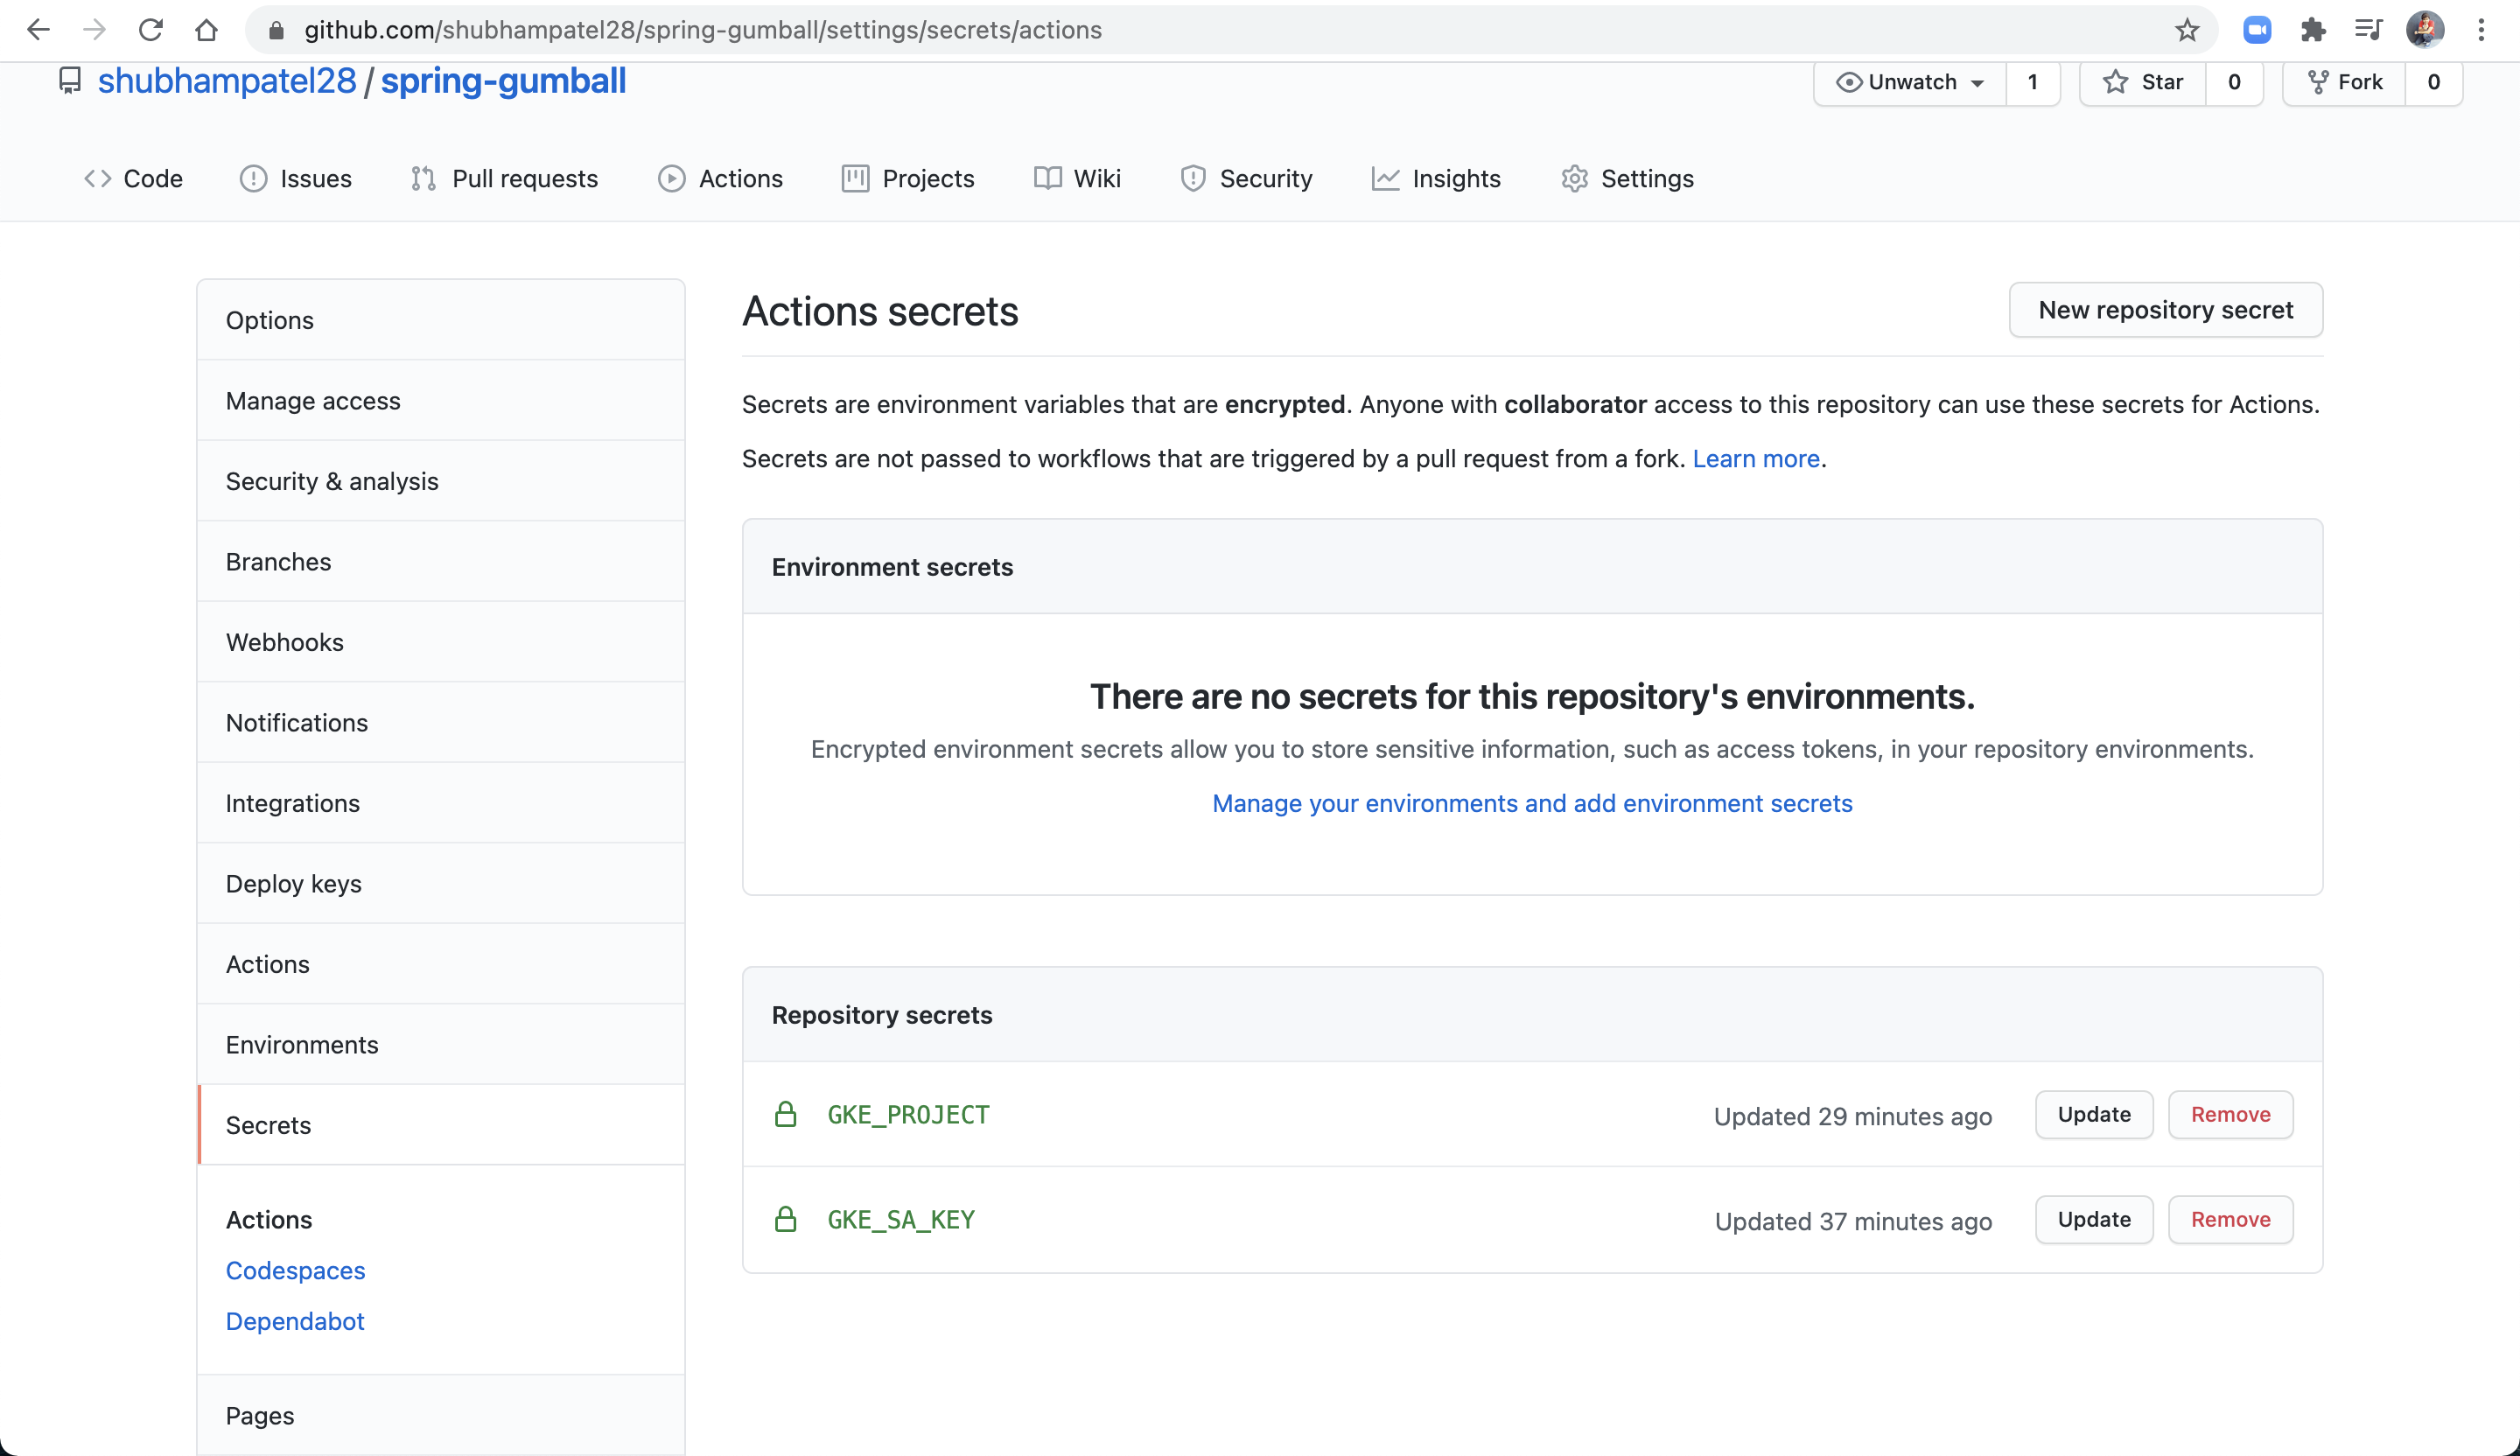 github.com/shubhampatel28/spring-gumball/settings/secrets/actions
shubhampatel28 / spring-gumball
Unwatch 1 Star 0 Fork 0
Code Issues Pull requests Actions Projects Wiki Security Insights Settings
Options
Manage access
Security & analysis
Branches
Webhooks
Notifications
Integrations
Deploy keys
Actions
Environments
Secrets
Actions
Codespaces
Dependabot
Pages
Actions secrets
New repository secret
Secrets are environment variables that are encrypted. Anyone with collaborator access to this repository can use these secrets for Actions.
Secrets are not passed to workflows that are triggered by a pull request from a fork. Learn more.
Environment secrets
There are no secrets for this repository's environments.
Encrypted environment secrets allow you to store sensitive information, such as access tokens, in your repository environments.
Manage your environments and add environment secrets
Repository secrets
GKE_PROJECT Updated 29 minutes ago Update Remove
GKE_SA_KEY Updated 37 minutes ago Update Remove